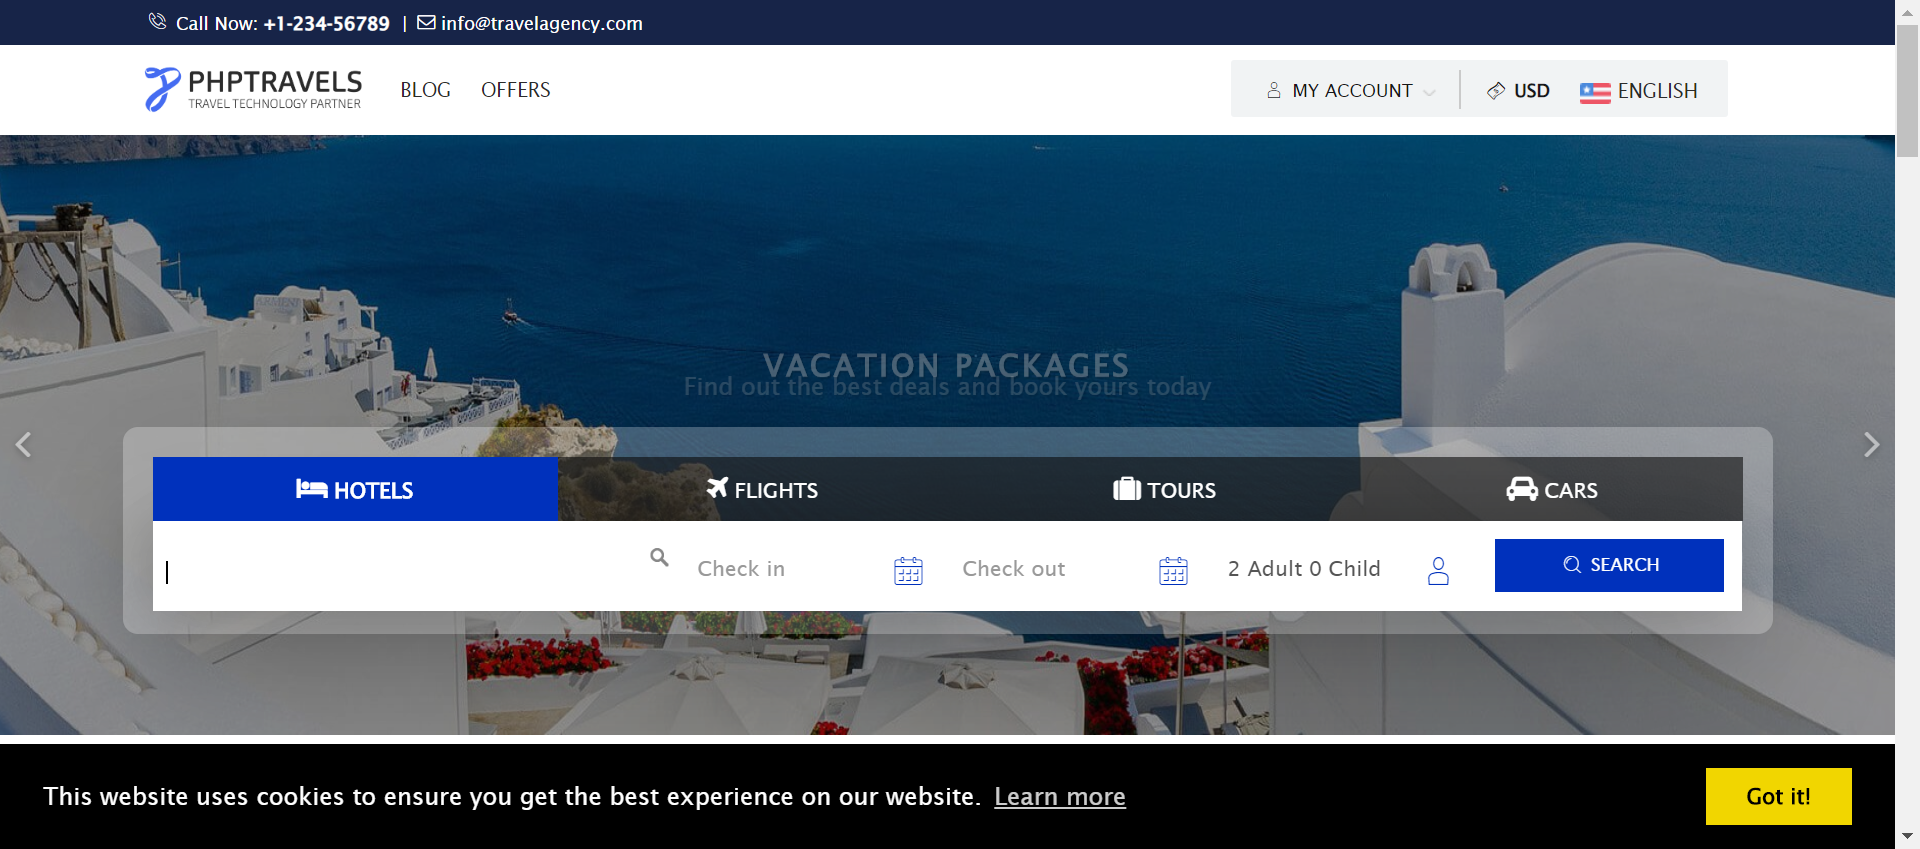 Call Now: +1-234-56789 | info@travelagency.com
PHPTRAVELS
TRAVEL TECHNOLOGY PARTNER
BLOG OFFERS
MY ACCOUNT USD ENGLISH
VACATION PACKAGES
Find out the best deals and book yours today
HOTELS FLIGHTS TOURS CARS
Check in Check out 2 Adult 0 Child SEARCH
This website uses cookies to ensure you get the best experience on our website. Learn more
Got it!